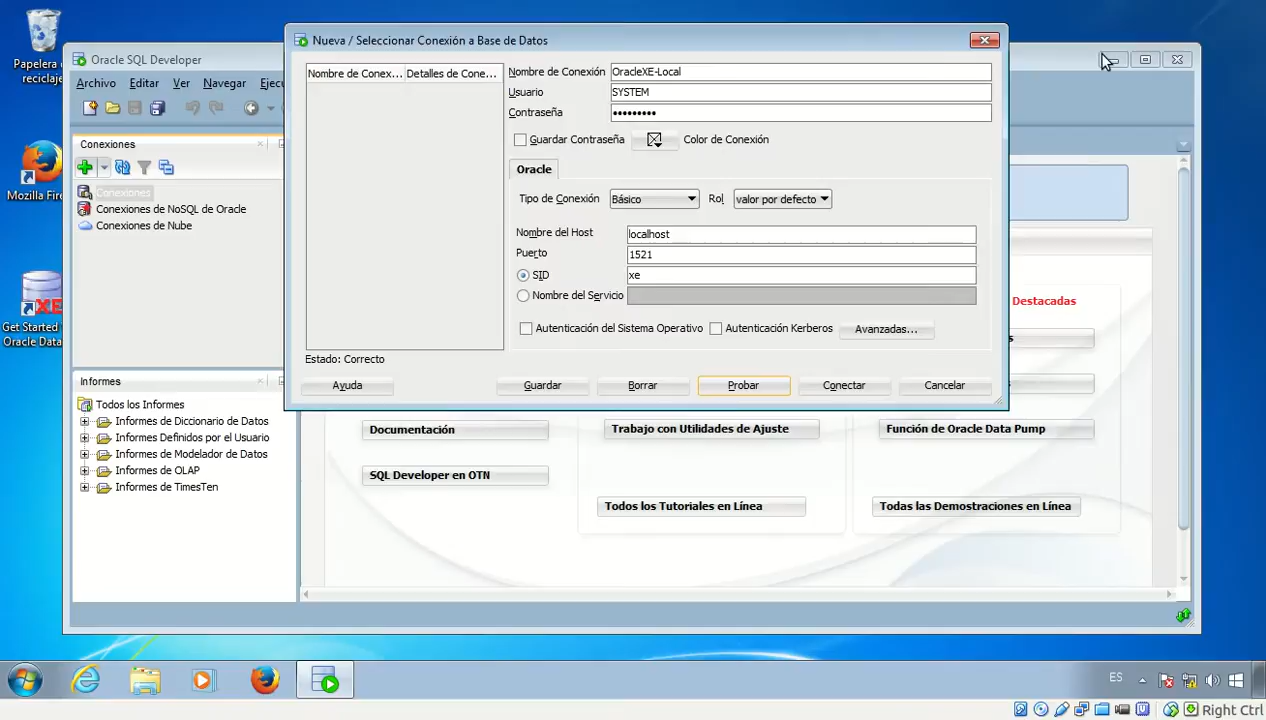 Papelera
reciclaje
Mozilla Fire
Get Started
Oracle Data
Oracle SQL Developer
Archivo Editar Ver Navegar Ejec
Conexiones
Conexiones
Conexiones de NoSQL de Oracle
Conexiones de Nube
Informes
Todos los Informes
Informes de Diccionario de Datos
Informes Definidos por el Usuario
Informes de Modelador de Datos
Informes de OLAP
Informes de TimesTen
Nueva / Seleccionar Conexión a Base de Datos
Nombre de Conex... Detalles de Cone...
Nombre de Conexión OracleXE-Local
Usuario SYSTEM
Contraseña •••••••••
Guardar Contraseña Color de Conexión
Oracle
Tipo de Conexión Básico Rol valor por defecto
Nombre del Host localhost
Puerto 1521
SID xe
Nombre del Servicio
Autenticación del Sistema Operativo Autenticación Kerberos Avanzadas...
Estado: Correcto
Ayuda Guardar Borrar Probar Conectar Cancelar
Destacadas
Documentación Trabajo con Utilidades de Ajuste Función de Oracle Data Pump
SQL Developer en OTN
Todos los Tutoriales en Línea Todas las Demostraciones en Línea
ES
Right Ctrl